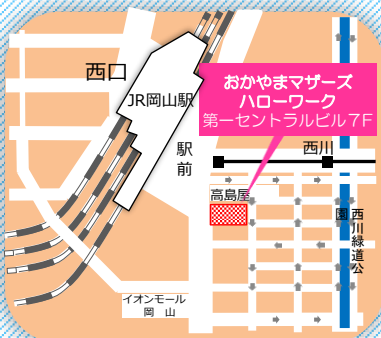 西口
JR岡山駅
おかやまマザーズ
ハローワーク
第一セントラルビル7F
駅前
西川
高島屋
西川緑道公園
イオンモール
岡 山